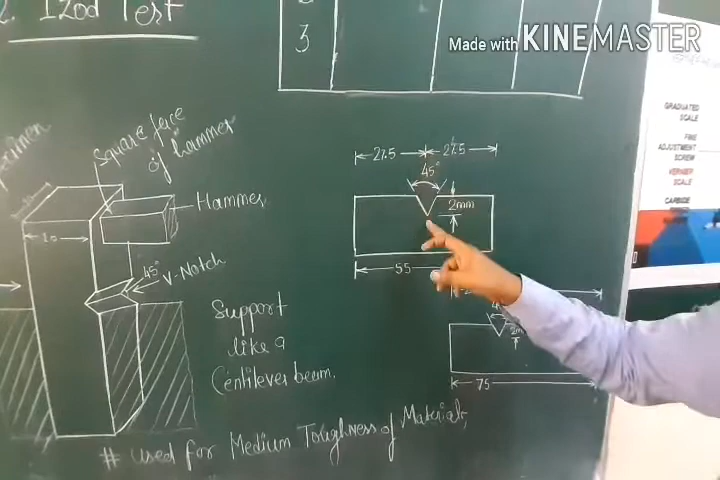 2. Izod Test
3
Made with KINEMASTER
GRADUATED
SCALE
FINE
ADJUSTMENT
SCREW
SCALE
CARBIDE
Square face
of hammer
Hammer
10
45°
V-Notch
27.5
27.5
45°
2mm
55
75
Support
like a
Centilever beam.
# used for Medium Toughness of Materials,